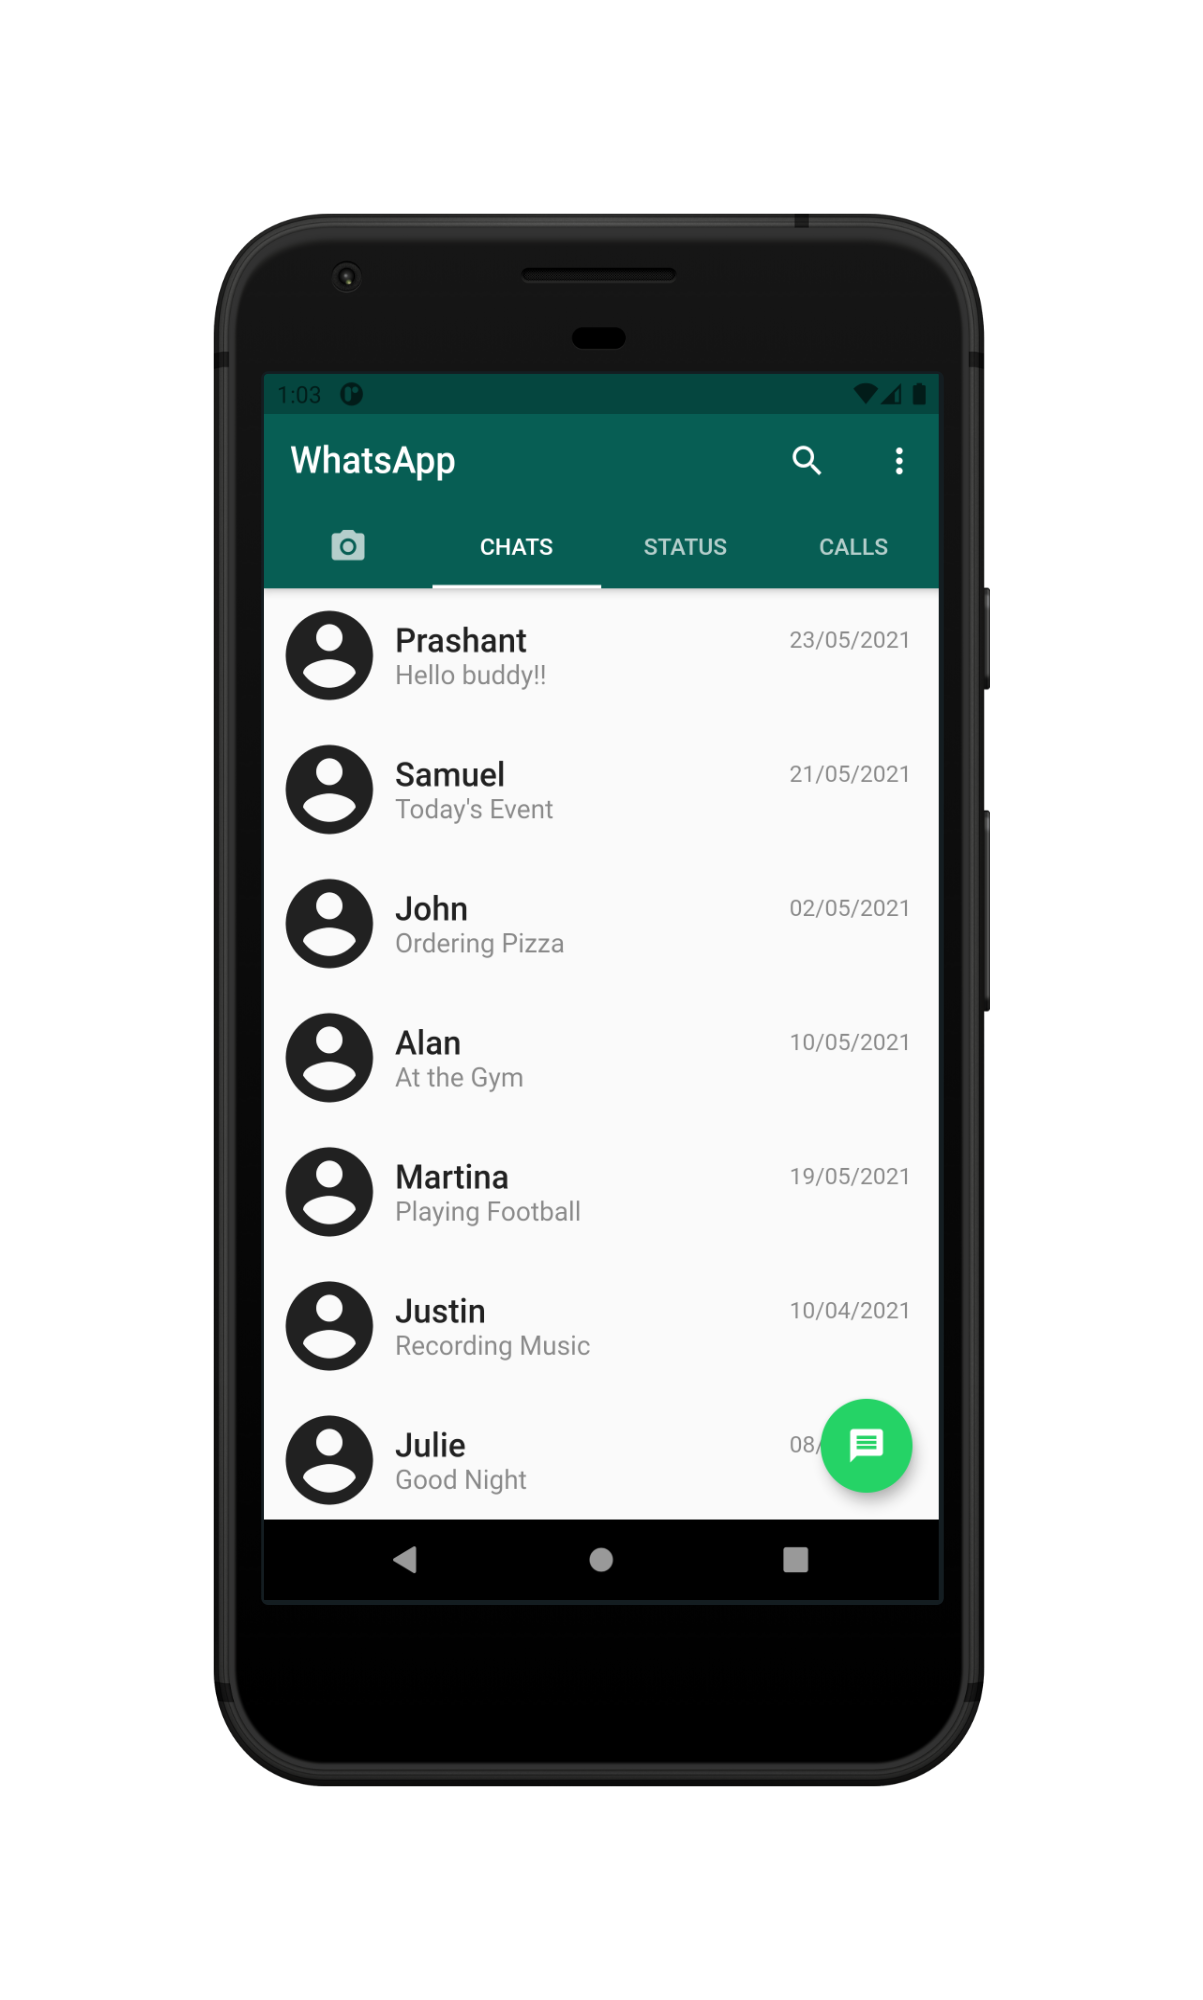 1:03
WhatsApp
CHATS STATUS CALLS
Prashant 23/05/2021
Hello buddy!!
Samuel 21/05/2021
Today's Event
John 02/05/2021
Ordering Pizza
Alan 10/05/2021
At the Gym
Martina 19/05/2021
Playing Football
Justin 10/04/2021
Recording Music
Julie 08/
Good Night